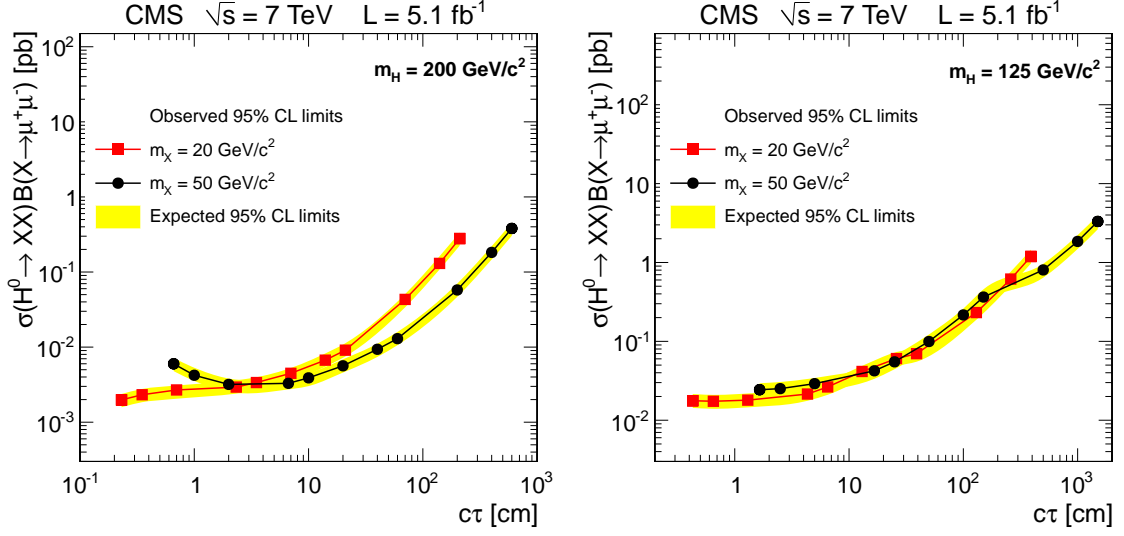 CMS √s = 7 TeV L = 5.1 fb⁻¹
σ(H⁰→ XX)B(X→μ⁺μ⁻) [pb]
10²
10
1
10⁻¹
10⁻²
10⁻³
m_H = 200 GeV/c²
Observed 95% CL limits
m_X = 20 GeV/c²
m_X = 50 GeV/c²
Expected 95% CL limits
10⁻¹ 1 10 10² 10³
cτ [cm]
CMS √s = 7 TeV L = 5.1 fb⁻¹
σ(H⁰→ XX)B(X→μ⁺μ⁻) [pb]
10²
10
1
10⁻¹
10⁻²
m_H = 125 GeV/c²
Observed 95% CL limits
m_X = 20 GeV/c²
m_X = 50 GeV/c²
Expected 95% CL limits
1 10 10² 10³
cτ [cm]